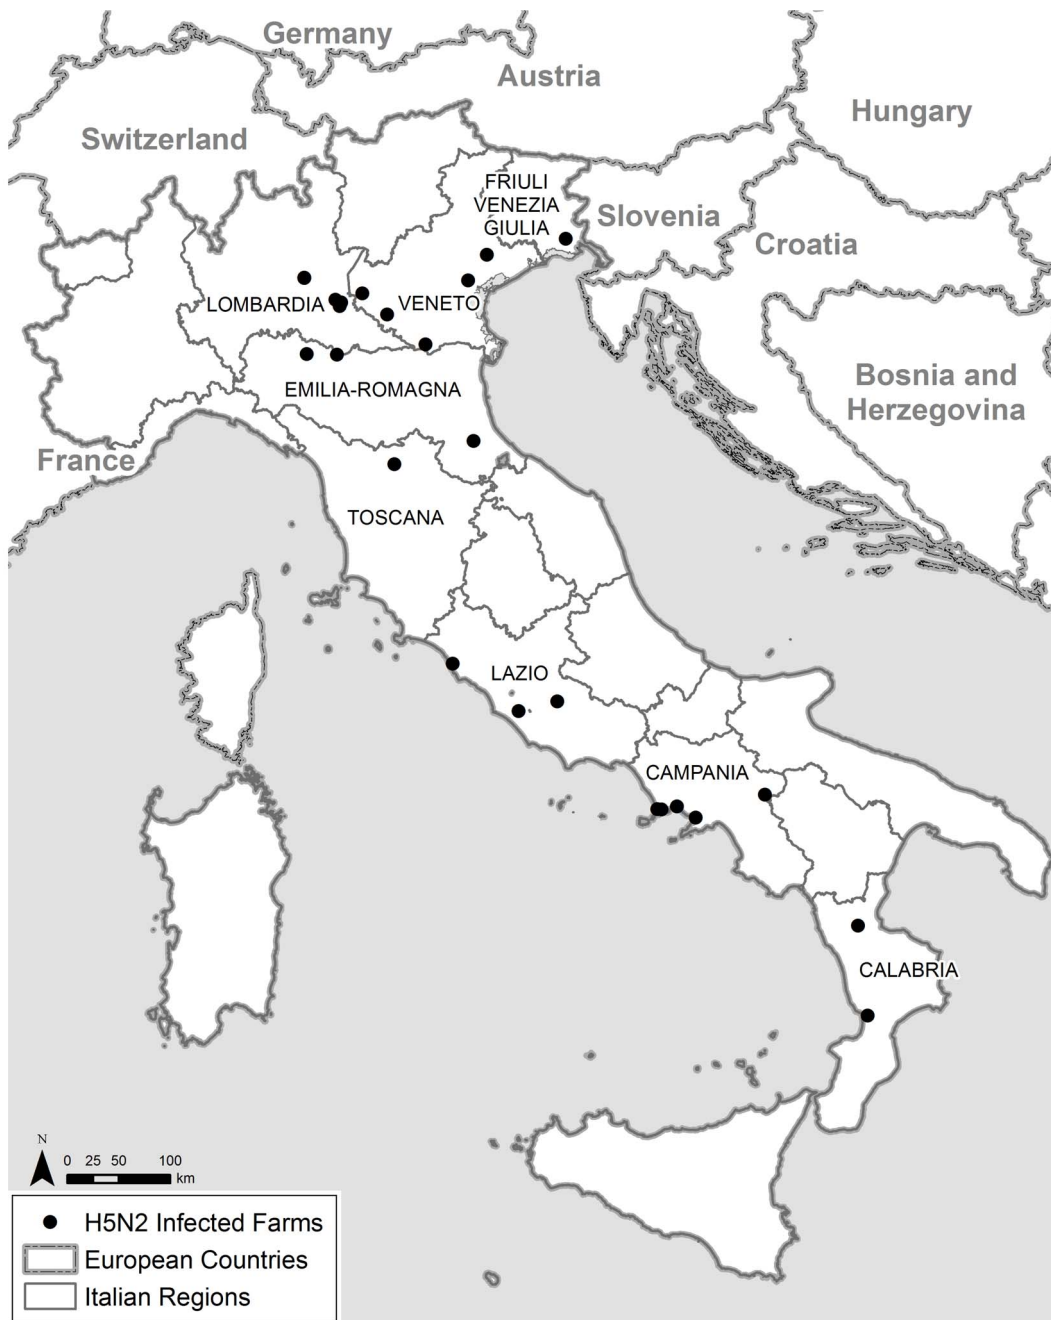 Germany
Austria
Hungary
Switzerland
FRIULI
VENEZIA
GIULIA
Slovenia
Croatia
LOMBARDIA
VENETO
EMILIA-ROMAGNA
Bosnia and
Herzegovina
France
TOSCANA
LAZIO
CAMPANIA
CALABRIA
N
0 25 50 100
km
H5N2 Infected Farms
European Countries
Italian Regions